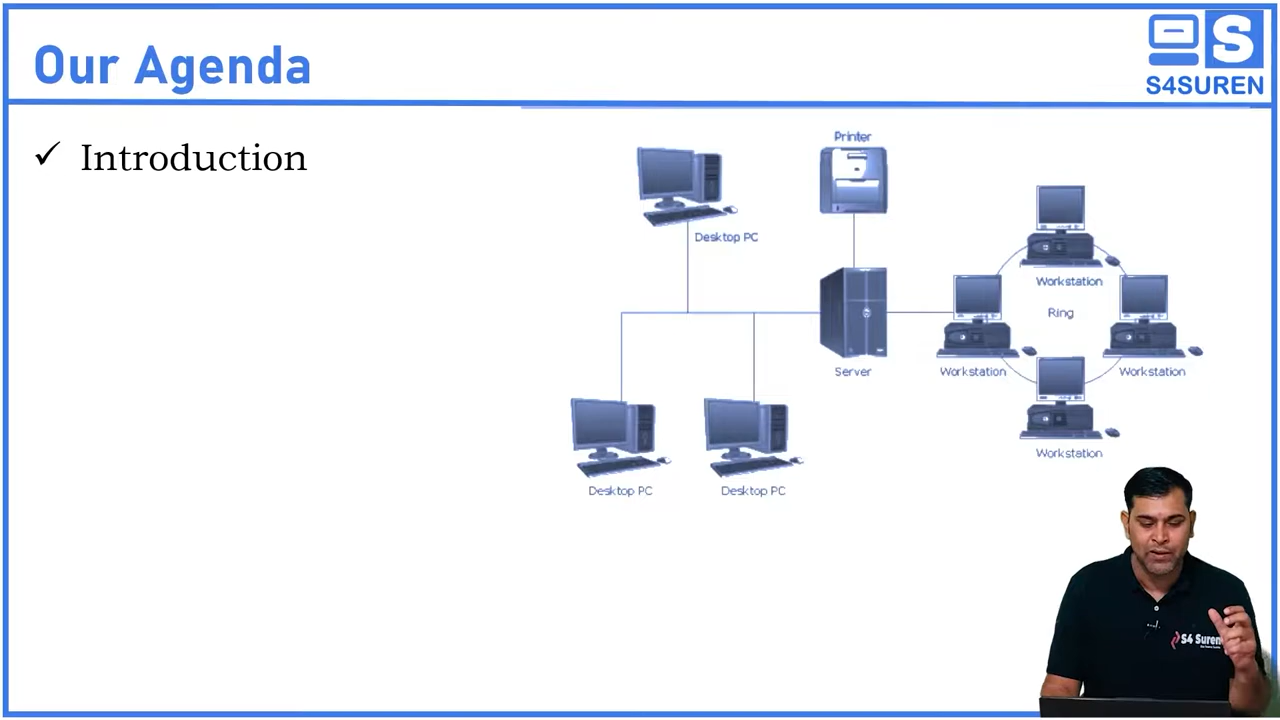 Our Agenda
S
S4SUREN
✓ Introduction
Printer
Desktop PC
Workstation
Ring
Server
Workstation
Workstation
Workstation
Desktop PC
Desktop PC
S4 Suren